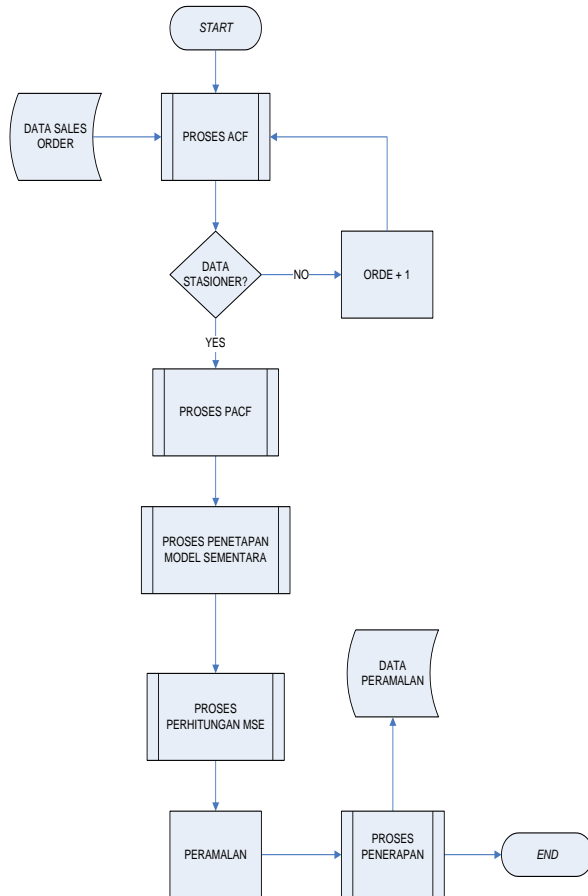 START
DATA SALES
ORDER
PROSES ACF
DATA
STASIONER?
NO
ORDE + 1
YES
PROSES PACF
PROSES PENETAPAN
MODEL SEMENTARA
DATA
PERAMALAN
PROSES
PERHITUNGAN MSE
PERAMALAN
PROSES
PENERAPAN
END